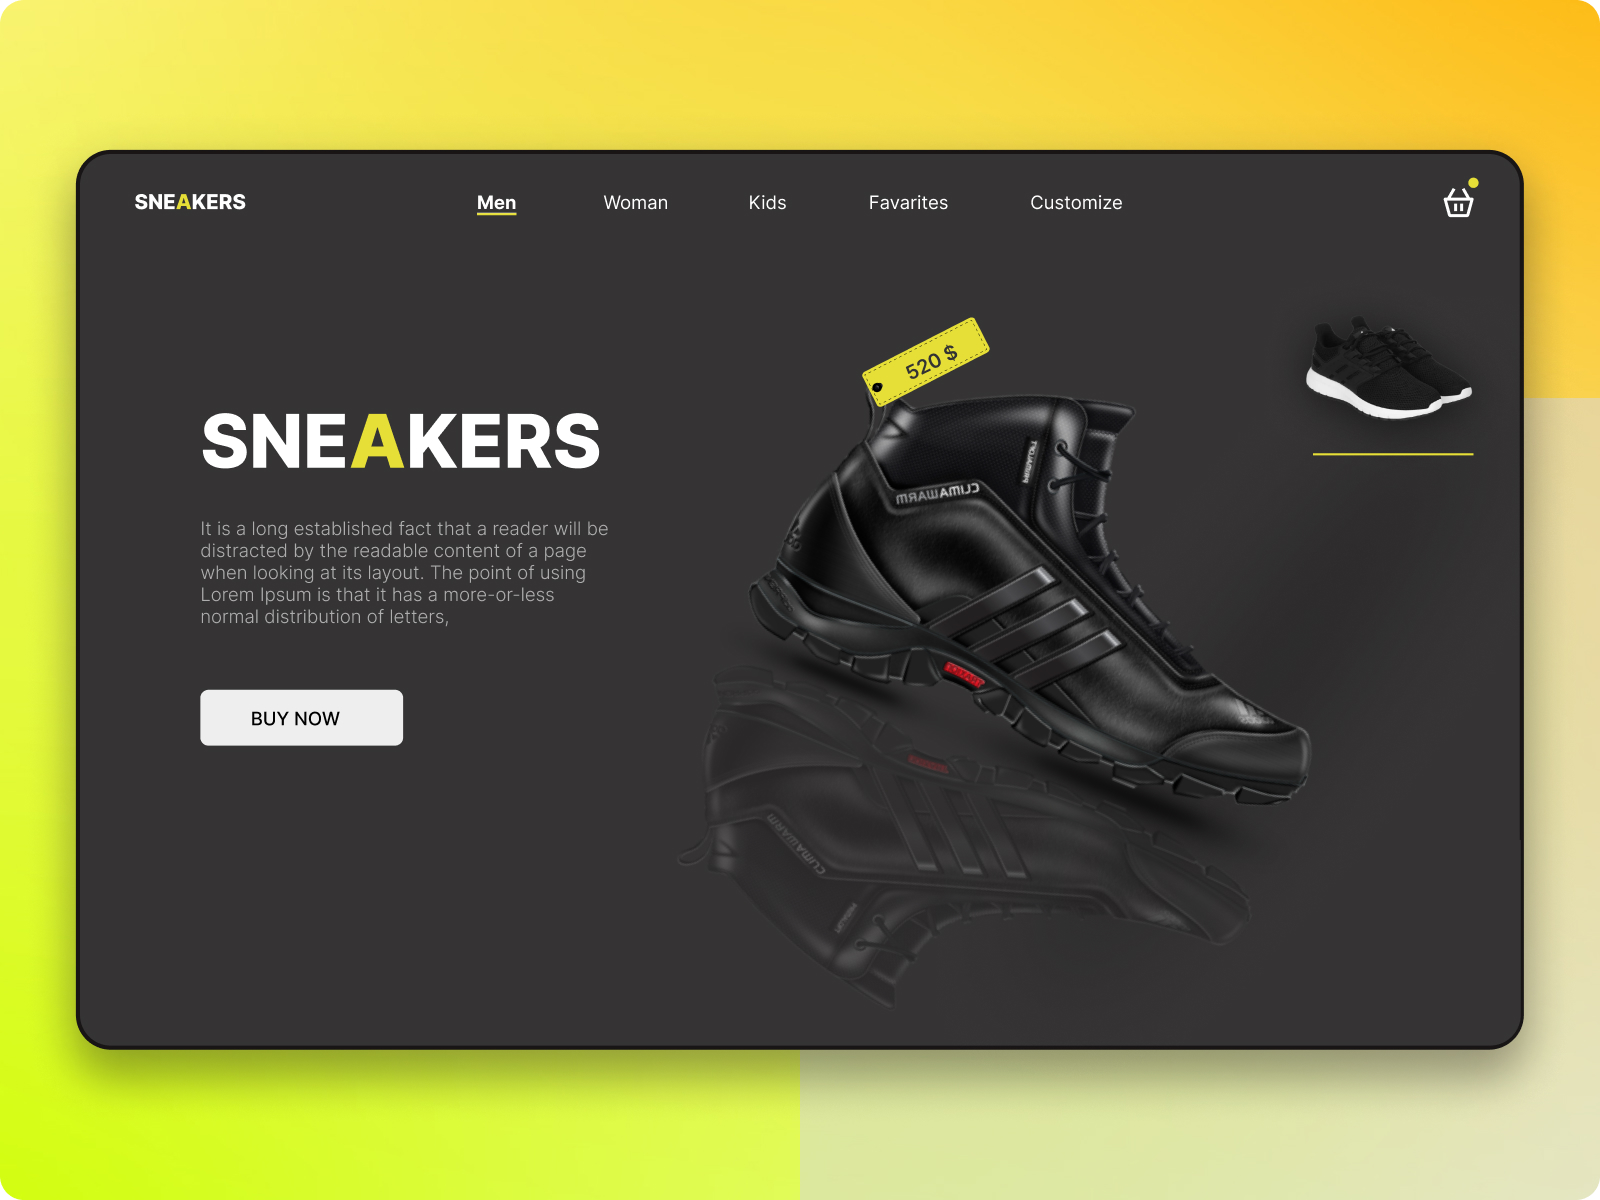 SNEAKERS
Men
Woman
Kids
Favarites
Customize
520 $
SNEAKERS
CLIMAWARM
It is a long established fact that a reader will be
distracted by the readable content of a page
when looking at its layout. The point of using
Lorem Ipsum is that it has a more-or-less
normal distribution of letters,
BUY NOW
CLIMAWARM